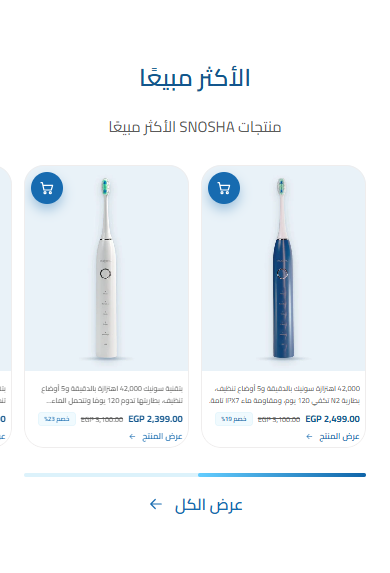 الأكثر مبيعًا
منتجات SNOSHA الأكثر مبيعًا
42,000 اهتزازة بالدقيقة و5 أوضاع تنظيف،
بطارية N2 تكفي 120 يوم، ومقاومة ماء IPX7 تامة.
EGP 2,499.00 EGP 3,100.00 خصم 19%
عرض المنتج ←
بتقنية سونيك 42,000 اهتزازة بالدقيقة و5 أوضاع
تنظيف، بطاريتها تدوم 120 يوما وتتحمل الماء...
EGP 2,399.00 EGP 3,100.00 خصم 23%
عرض المنتج ←
عرض الكل ←